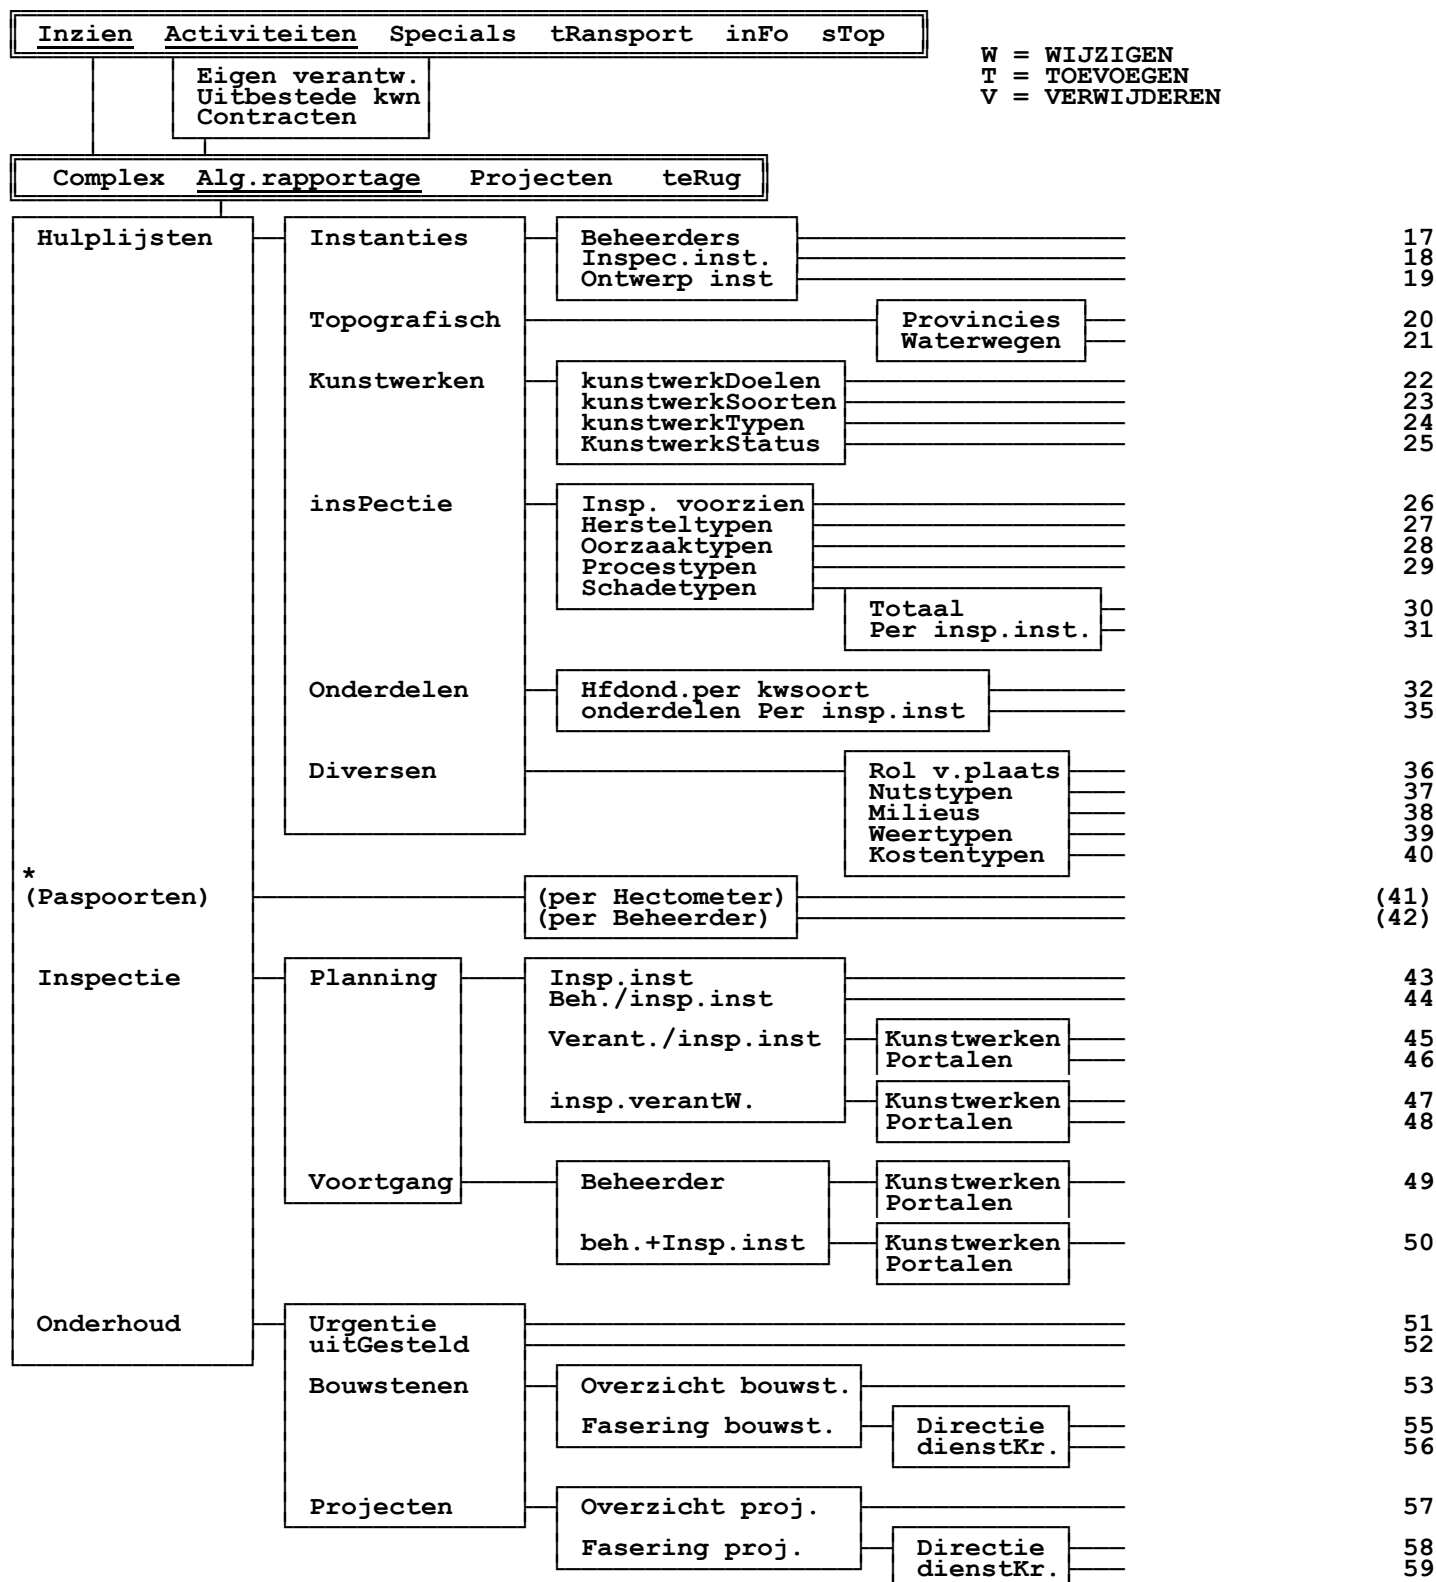 Inzien Activiteiten Specials tRansport inFo sTop
W = WIJZIGEN
T = TOEVOEGEN
V = VERWIJDEREN
Eigen verantw.
Uitbestede kwn
Contracten
Complex Alg.rapportage Projecten teRug
Hulplijsten Instanties Beheerders 17
Inspec.inst. 18
Ontwerp inst 19
Topografisch Provincies 20
Waterwegen 21
Kunstwerken kunstwerkDoelen 22
kunstwerkSoorten 23
kunstwerkTypen 24
KunstwerkStatus 25
insPectie Insp. voorzien 26
Hersteltypen 27
Oorzaaktypen 28
Procestypen 29
Schadetypen
Totaal 30
Per insp.inst. 31
Onderdelen Hfdond.per kwsoort 32
onderdelen Per insp.inst 35
Diversen Rol v.plaats 36
Nutstypen 37
Milieus 38
Weertypen 39
Kostentypen 40
*
(Paspoorten) (per Hectometer) (41)
(per Beheerder) (42)
Inspectie Planning Insp.inst 43
Beh./insp.inst 44
Verant./insp.inst Kunstwerken 45
Portalen 46
insp.verantW. Kunstwerken 47
Portalen 48
Voortgang Beheerder Kunstwerken 49
Portalen
beh.+Insp.inst Kunstwerken 50
Portalen
Onderhoud Urgentie 51
uitGesteld 52
Bouwstenen Overzicht bouwst. 53
Fasering bouwst. Directie 55
dienstKr. 56
Projecten Overzicht proj. 57
Fasering proj. Directie 58
dienstKr. 59